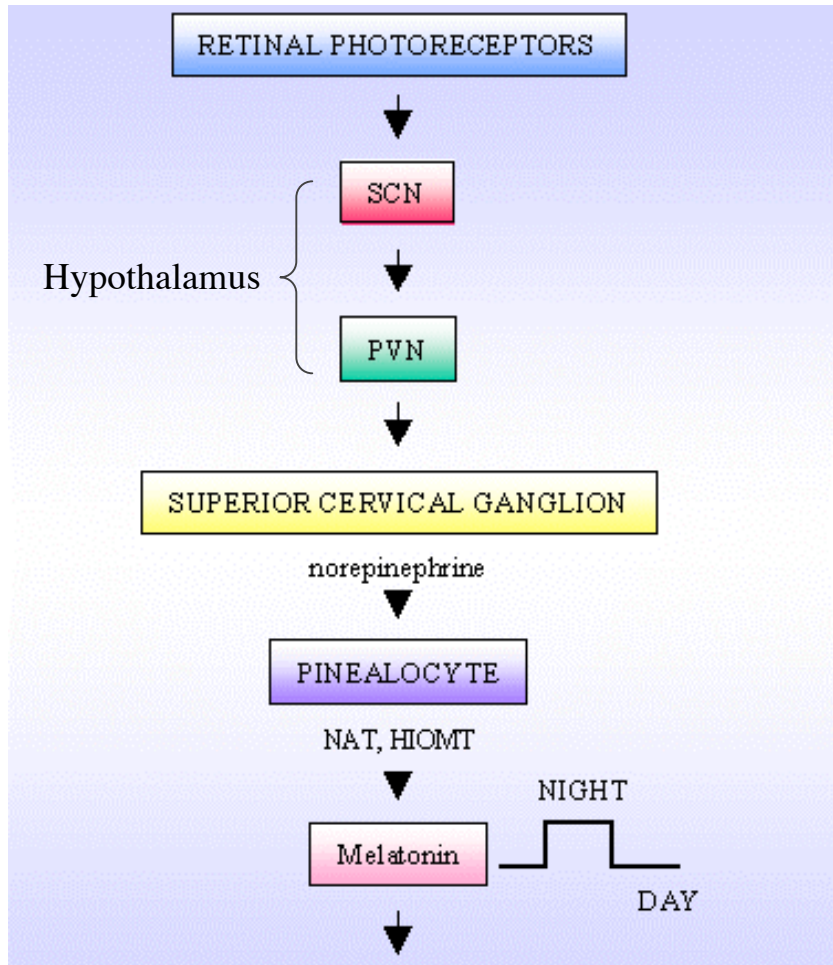 RETINAL PHOTORECEPTORS
SCN
Hypothalamus
PVN
SUPERIOR CERVICAL GANGLION
norepinephrine
PINEALOCYTE
NAT, HIOMT
NIGHT
Melatonin
DAY